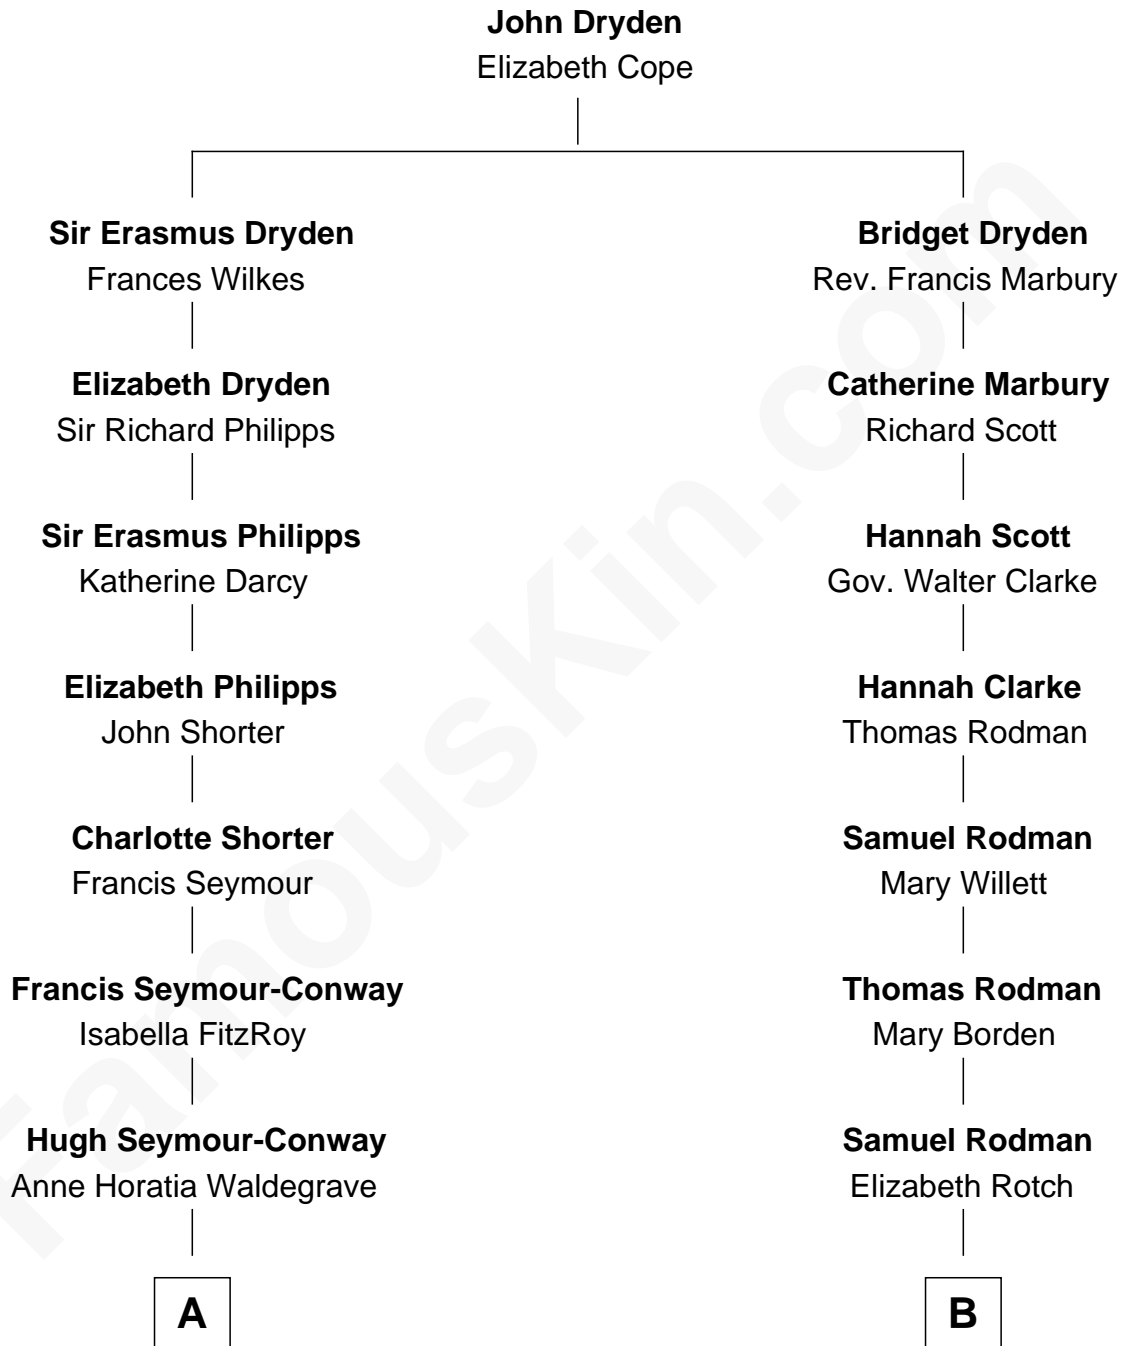 John Dryden
Elizabeth Cope
Sir Erasmus Dryden
Frances Wilkes
Bridget Dryden
Rev. Francis Marbury
Elizabeth Dryden
Sir Richard Philipps
Catherine Marbury
Richard Scott
Sir Erasmus Philipps
Katherine Darcy
Hannah Scott
Gov. Walter Clarke
Elizabeth Philipps
John Shorter
Hannah Clarke
Thomas Rodman
Charlotte Shorter
Francis Seymour
Samuel Rodman
Mary Willett
Francis Seymour-Conway
Isabella FitzRoy
Thomas Rodman
Mary Borden
Hugh Seymour-Conway
Anne Horatia Waldegrave
Samuel Rodman
Elizabeth Rotch
A
B
FamousKin.com